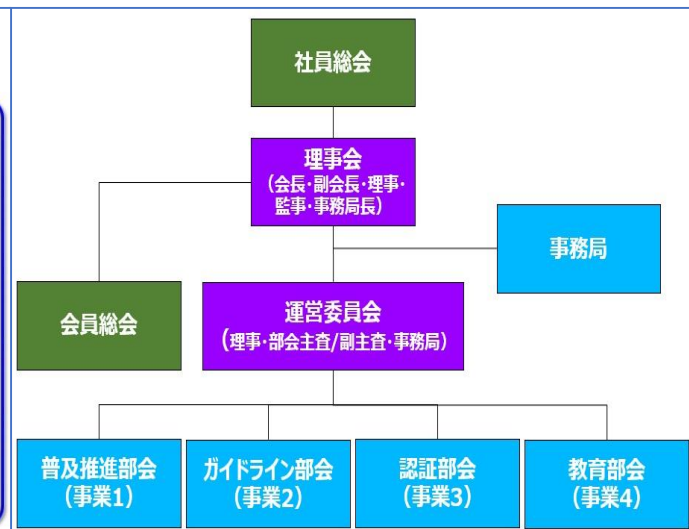 社員総会
理事会
(会長・副会長・理事・
監事・事務局長)
事務局
会員総会
運営委員会
(理事・部会主査/副主査・事務局)
普及推進部会
(事業1)
ガイドライン部会
(事業2)
認証部会
(事業3)
教育部会
(事業4)